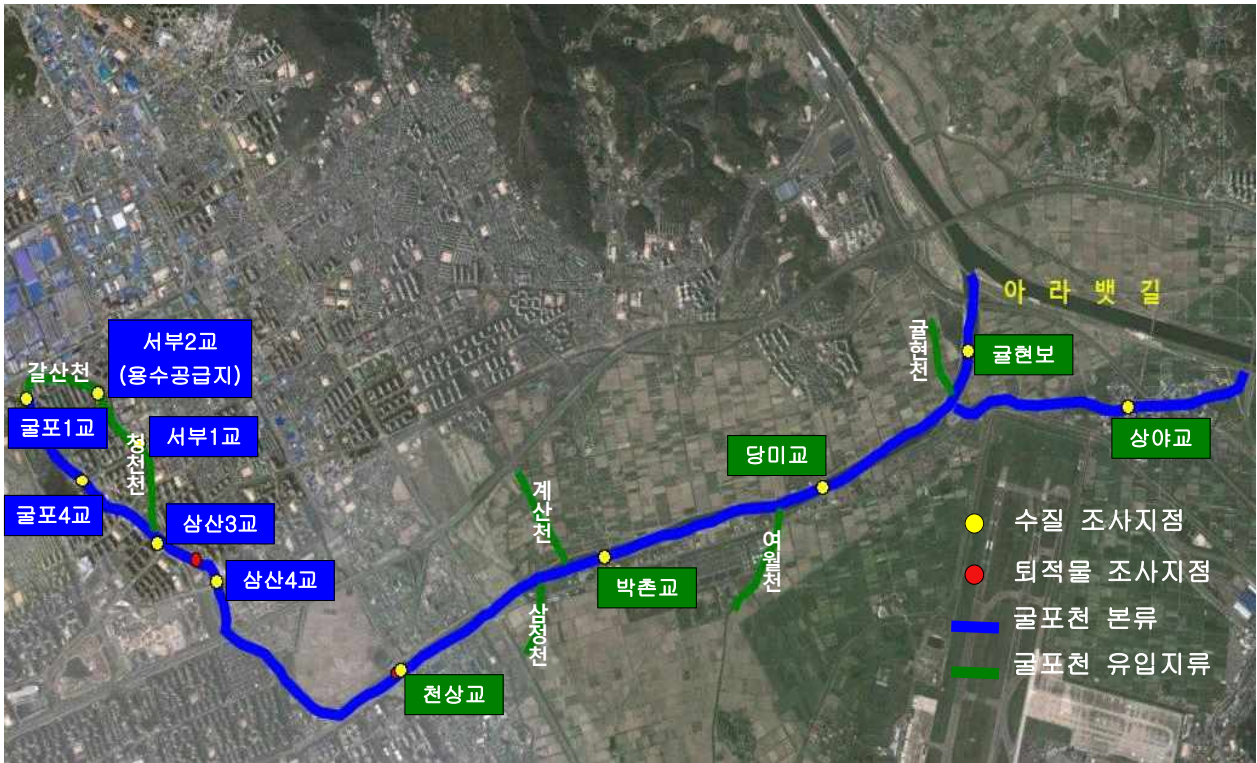 아 라 뱃 길
서부2교
(용수공급지)
갈산천
굴포1교
서부1교
청천천
굴포4교
삼산3교
삼산4교
천상교
계산천
삼정천
박촌교
여월천
당미교
귤현천
귤현보
상야교
수질 조사지점
퇴적물 조사지점
굴포천 본류
굴포천 유입지류